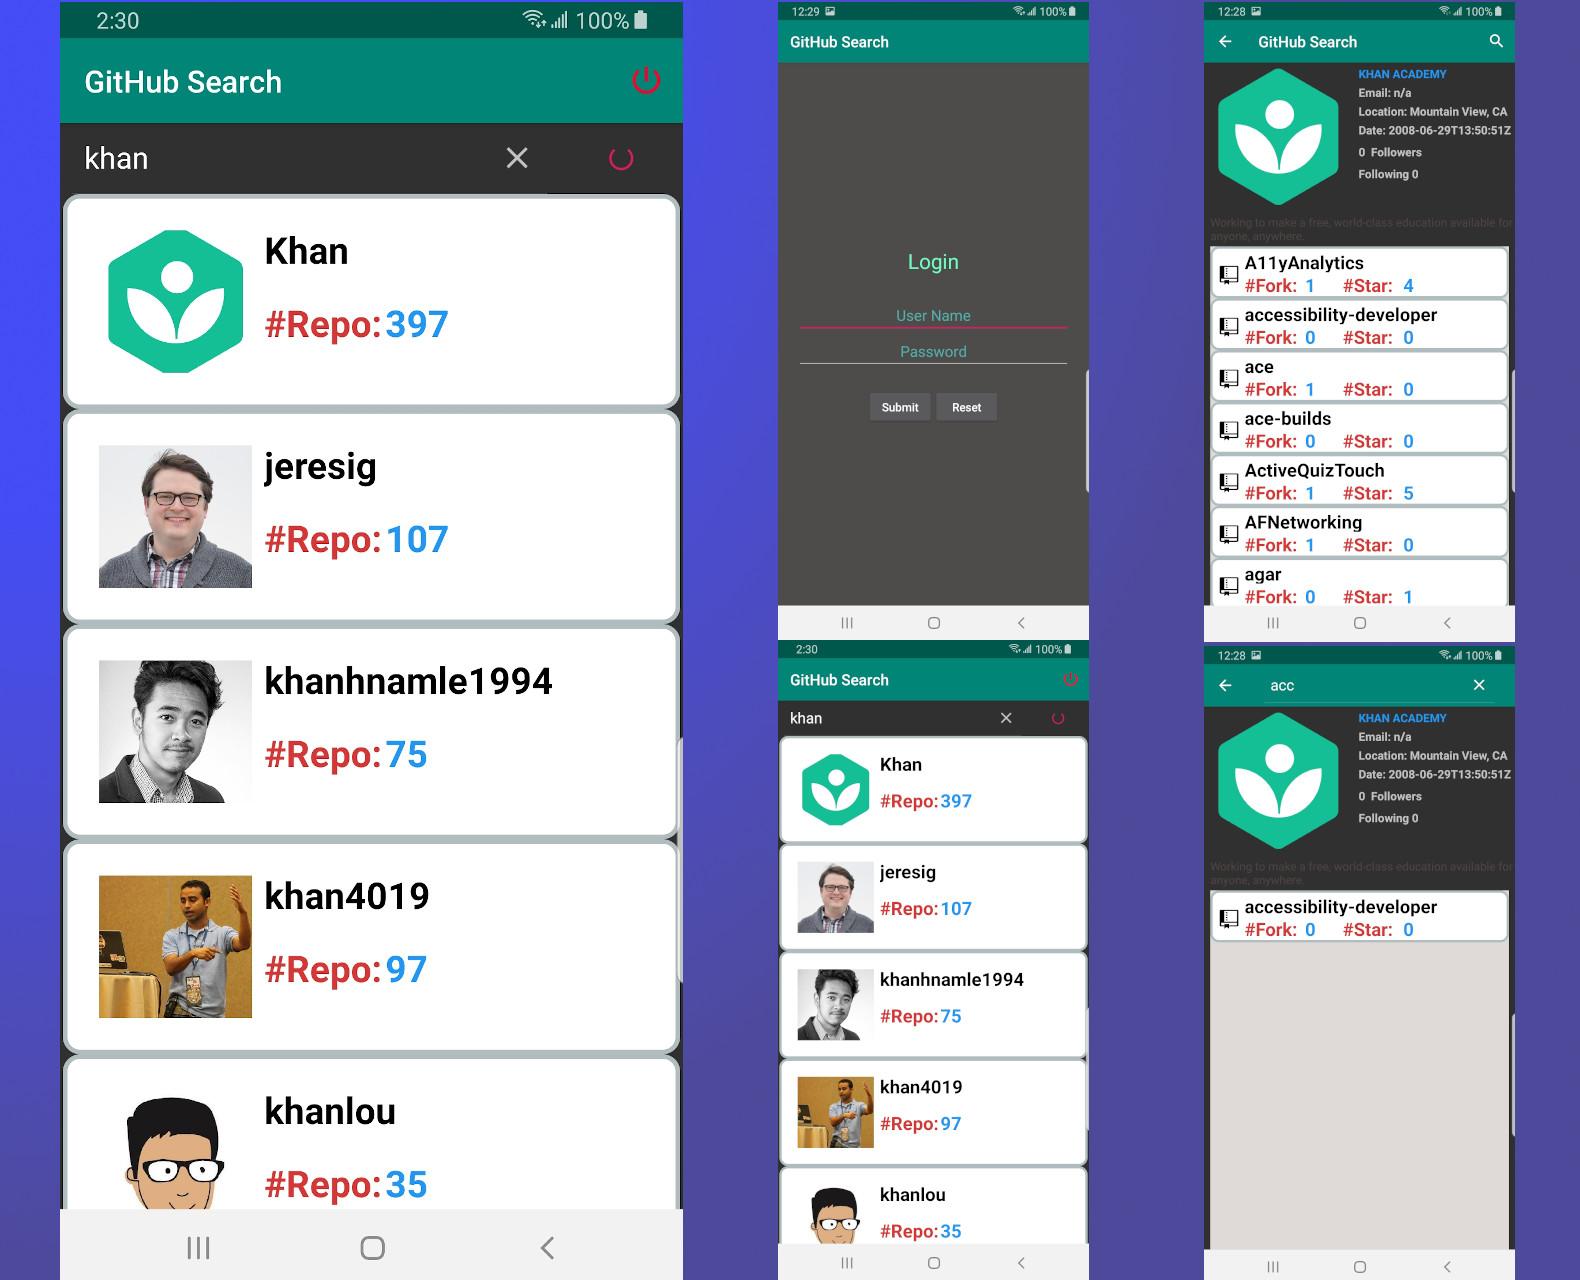 2:30
100%
GitHub Search
khan
Khan
#Repo: 397
jeresig
#Repo: 107
khanhnamle1994
#Repo: 75
khan4019
#Repo: 97
khanlou
#Repo: 35
12:29
100%
GitHub Search
Login
User Name
Password
Submit Reset
2:30
100%
GitHub Search
khan
Khan
#Repo: 397
jeresig
#Repo: 107
khanhnamle1994
#Repo: 75
khan4019
#Repo: 97
khanlou
#Repo: 35
12:28
100%
GitHub Search
KHAN ACADEMY
Email: n/a
Location: Mountain View, CA
Date: 2008-06-29T13:50:51Z
0 Followers
Following 0
Working to make a free, world-class education available for
anyone, anywhere.
A11yAnalytics
#Fork: 1 #Star: 4
accessibility-developer
#Fork: 0 #Star: 0
ace
#Fork: 1 #Star: 0
ace-builds
#Fork: 0 #Star: 0
ActiveQuizTouch
#Fork: 1 #Star: 5
AFNetworking
#Fork: 1 #Star: 0
agar
#Fork: 0 #Star: 1
12:28
100%
acc
KHAN ACADEMY
Email: n/a
Location: Mountain View, CA
Date: 2008-06-29T13:50:51Z
0 Followers
Following 0
Working to make a free, world-class education available for
anyone, anywhere.
accessibility-developer
#Fork: 0 #Star: 0